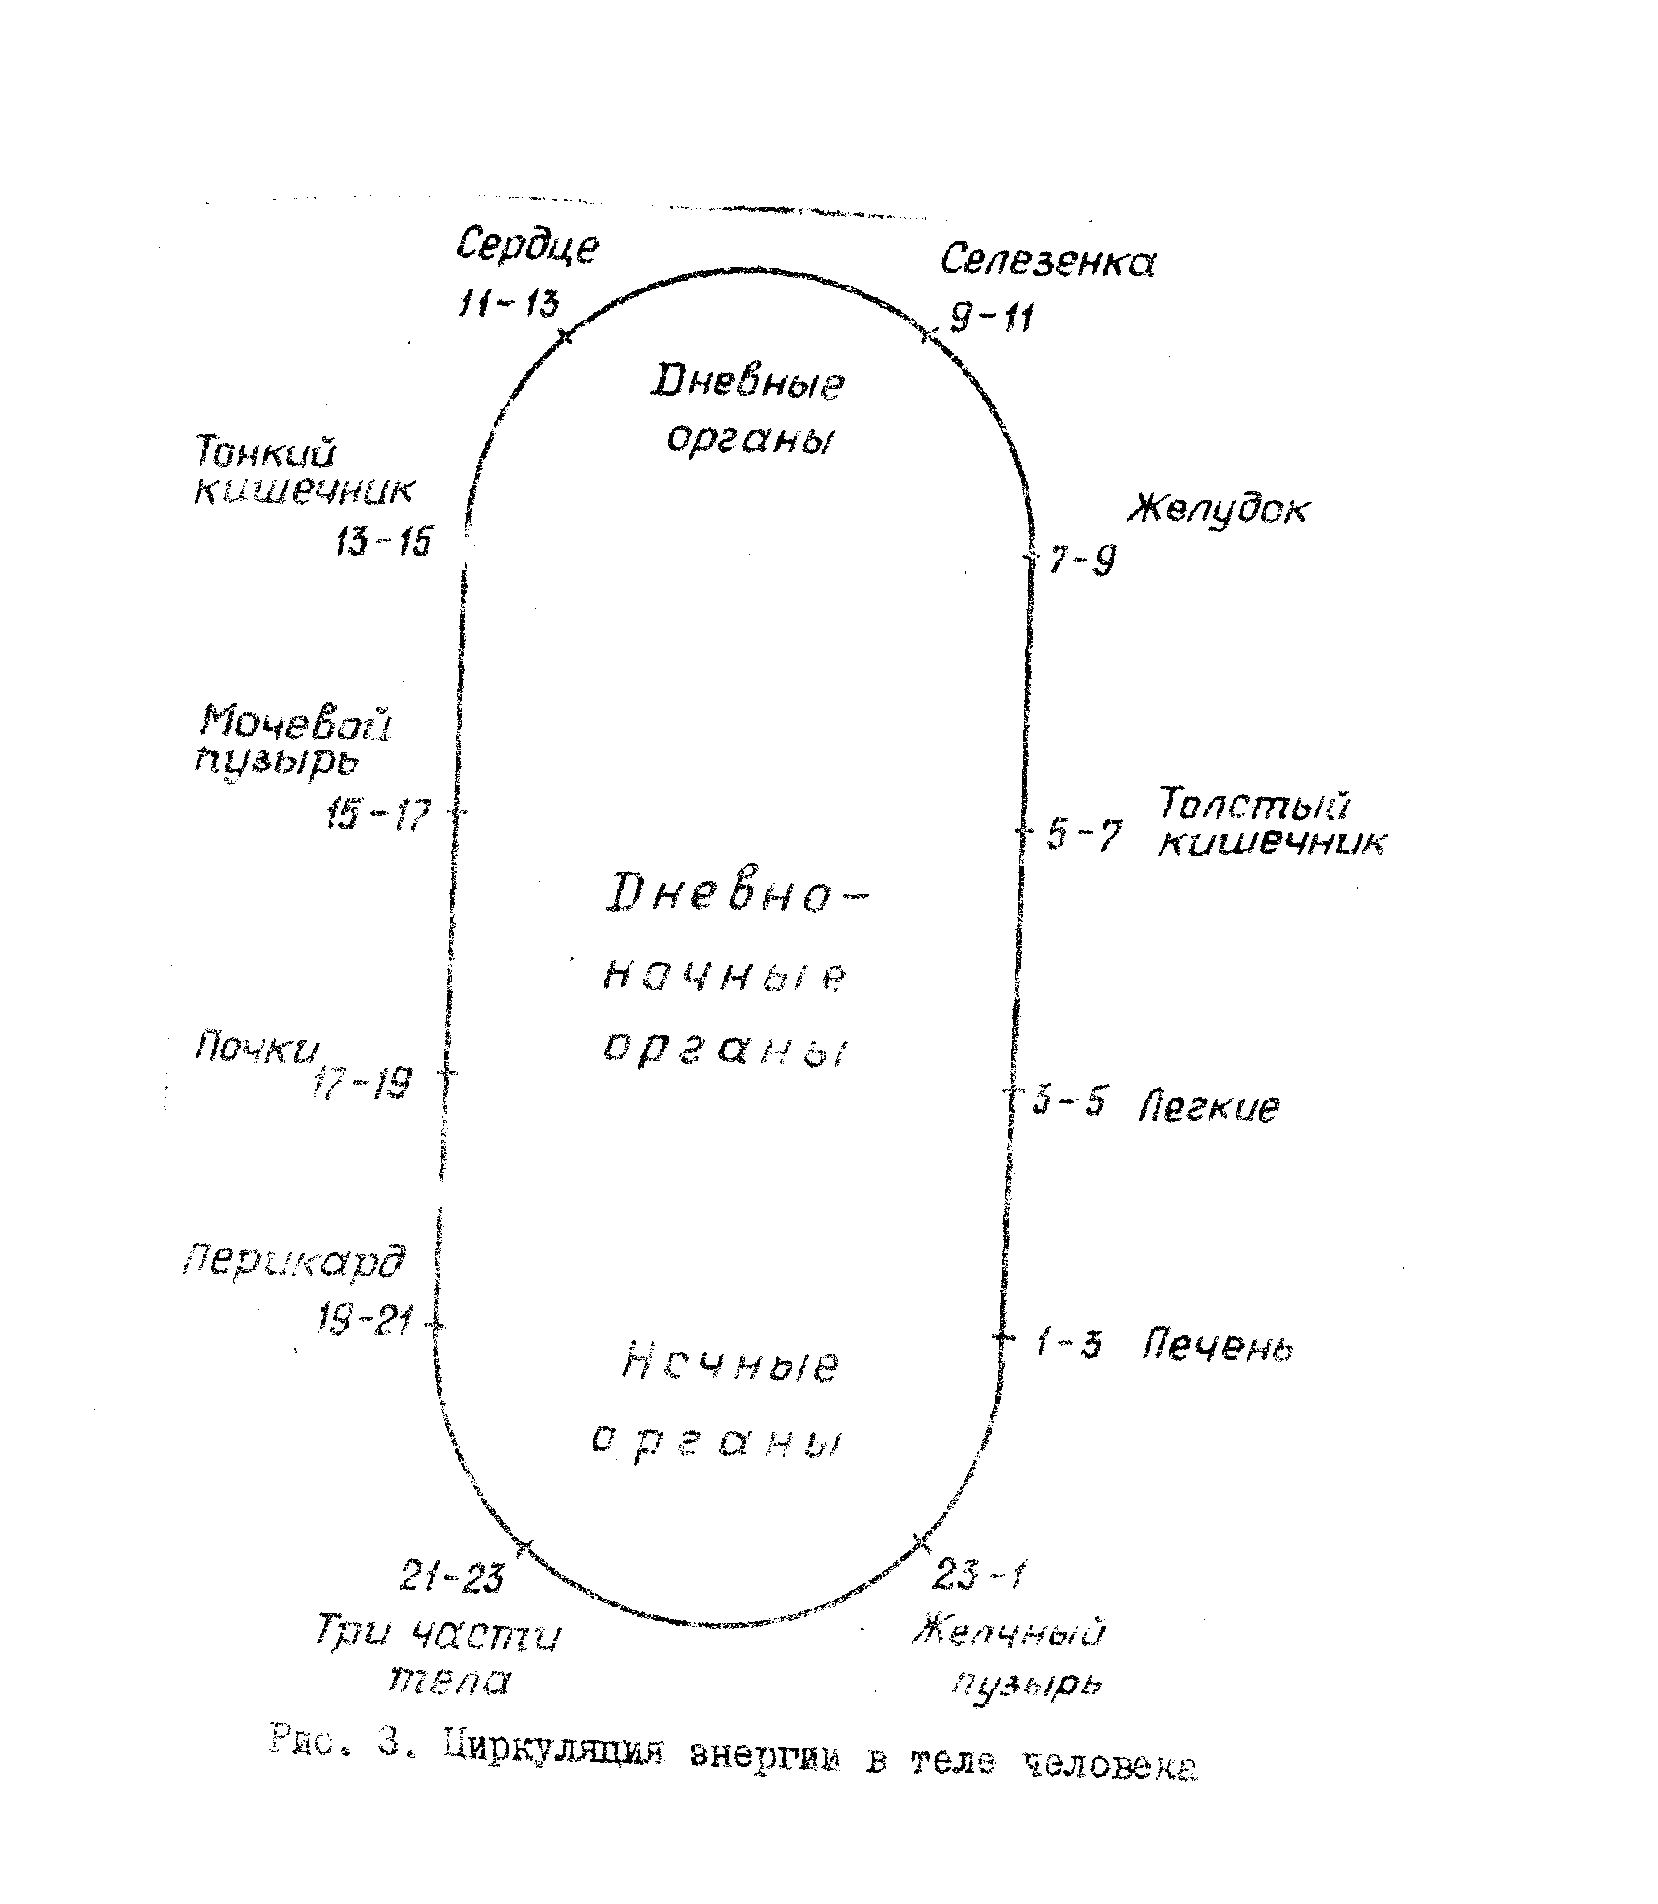 Сердце
11-13
Селезенка
9-11
Дневные
органы
Тонкий
кишечник
13-15
Желудок
7-9
Мочевой
пузырь
15-17
Толстый
кишечник
5-7
Дневно-
ночные
органы
Почки
17-19
3-5 Легкие
Перикард
19-21
1-3 Печень
Ночные
органы
21-23
Три части
тела
23-1
Желчный
пузырь
Рис. 3. Циркуляция энергии в теле человека